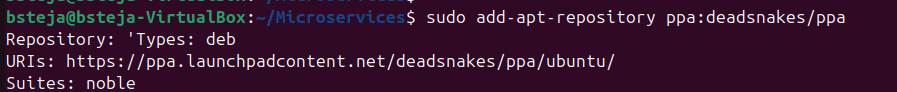 bsteja@bsteja-VirtualBox:~/Microservices$ sudo add-apt-repository ppa:deadsnakes/ppa
Repository: 'Types: deb
URIs: https://ppa.launchpadcontent.net/deadsnakes/ppa/ubuntu/
Suites: noble